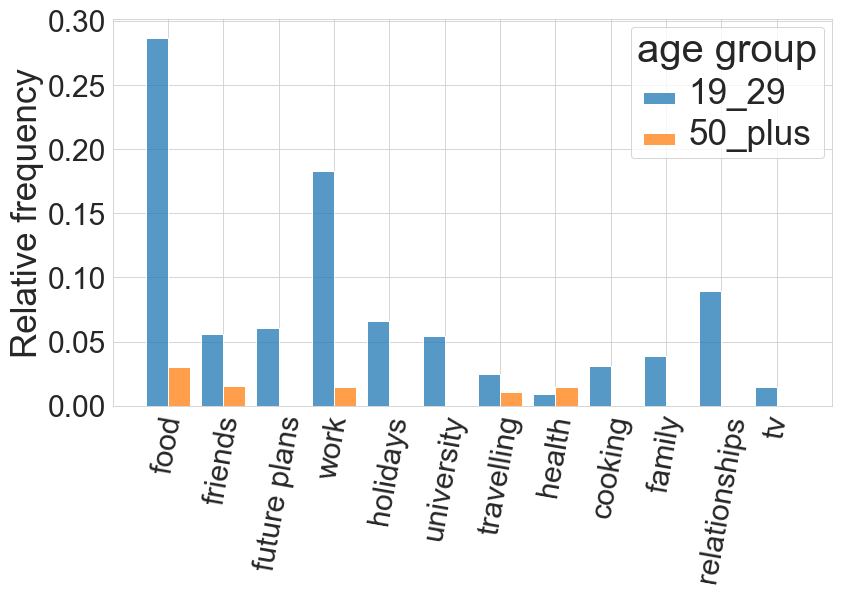 0.30
0.25
0.20
0.15
0.10
0.05
0.00
Relative frequency
age group
19_29
50_plus
food
friends
future plans
work
holidays
university
travelling
health
cooking
family
relationships
tv